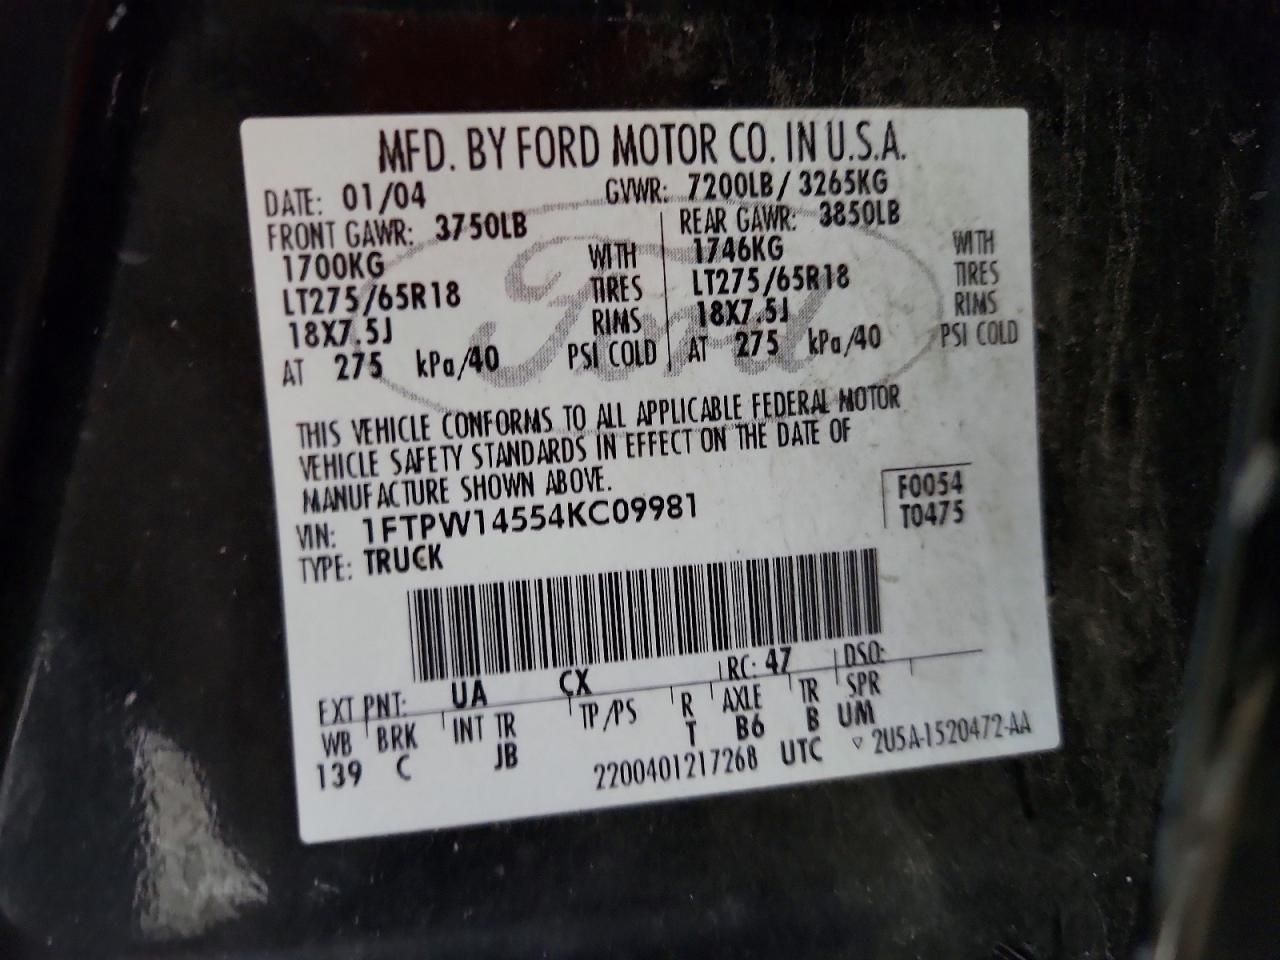 MFD. BY FORD MOTOR CO. IN U.S.A.
DATE: 01/04 GVWR: 7200LB / 3265KG
FRONT GAWR: 3750LB REAR GAWR: 3850LB
1700KG WITH 1746KG WITH
LT275/65R18 TIRES LT275/65R18 TIRES
18X7.5J RIMS 18X7.5J RIMS
AT 275 kPa/40 PSI COLD AT 275 kPa/40 PSI COLD
Ford
THIS VEHICLE CONFORMS TO ALL APPLICABLE FEDERAL MOTOR
VEHICLE SAFETY STANDARDS IN EFFECT ON THE DATE OF
MANUFACTURE SHOWN ABOVE.
VIN: 1FTPW14554KC09981 F0054
TYPE: TRUCK T0475
EXT PNT: UA CX RC: 47 DSO:
WB BRK INT TR TP/PS R AXLE TR SPR
139 C JB T B6 B UM
2200401217268 UTC ▽ 2U5A-1520472-AA